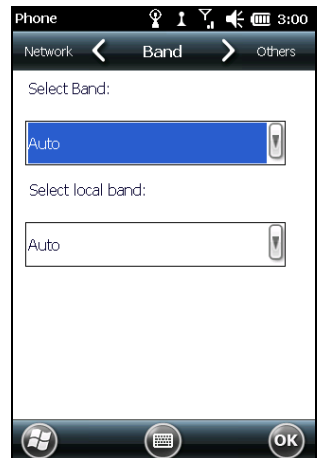 Phone 3:00
Network Band Others
Select Band:
Auto
Select local band:
Auto
OK